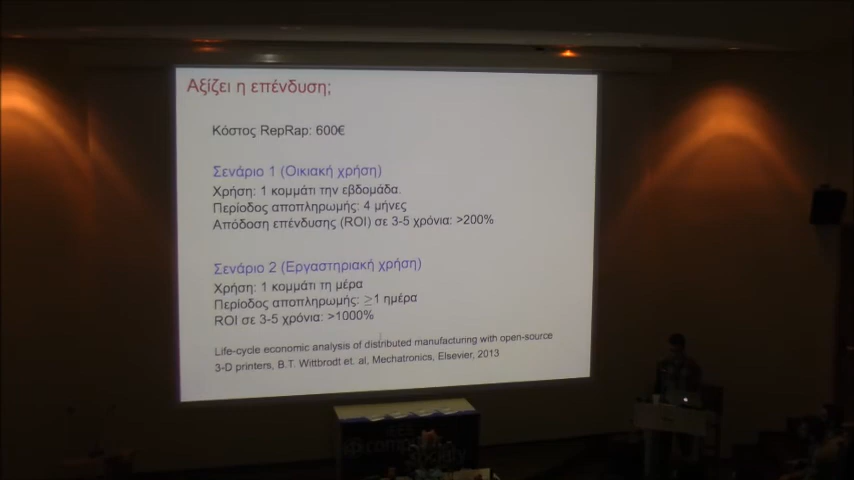 Αξίζει η επένδυση;
Κόστος RepRap: 600€
Σενάριο 1 (Οικιακή χρήση)
Χρήση: 1 κομμάτι την εβδομάδα.
Περίοδος αποπληρωμής: 4 μήνες
Απόδοση επένδυσης (ROI) σε 3-5 χρόνια: >200%
Σενάριο 2 (Εργαστηριακή χρήση)
Χρήση: 1 κομμάτι τη μέρα
Περίοδος αποπληρωμής: ≥1 ημέρα
ROI σε 3-5 χρόνια: >1000%
Life-cycle economic analysis of distributed manufacturing with open-source
3-D printers, B.T. Wittbrodt et. al, Mechatronics, Elsevier, 2013